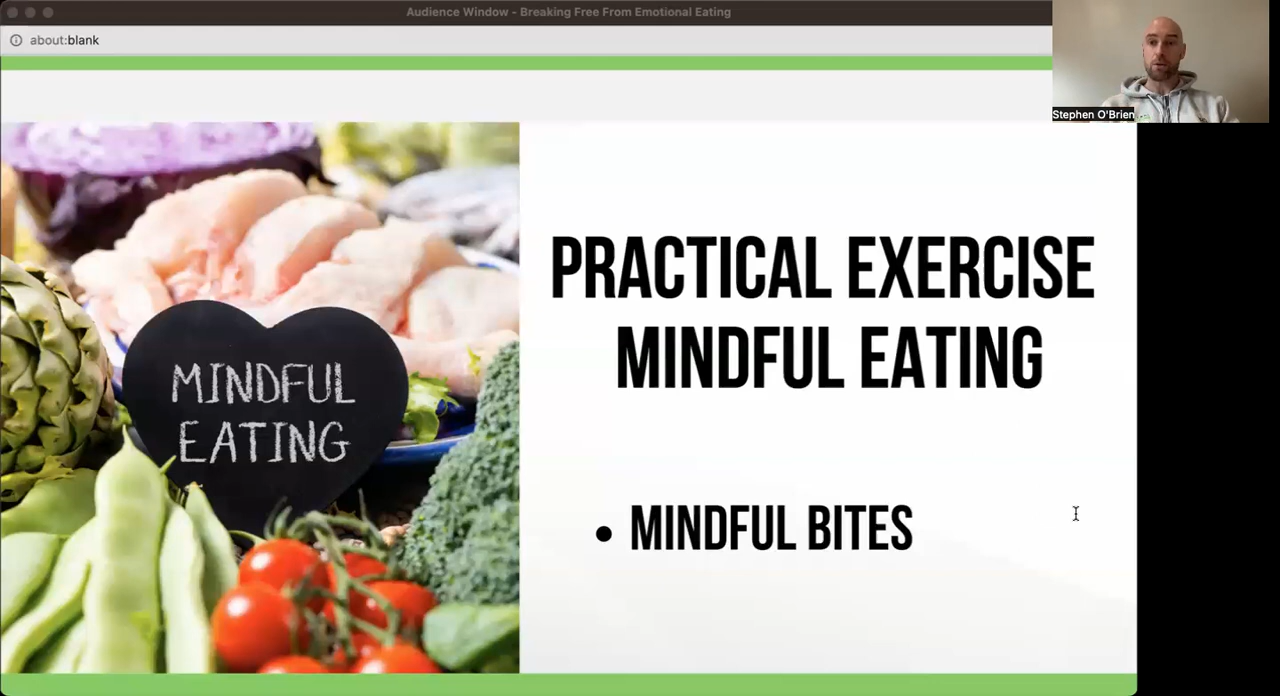 Audience Window - Breaking Free From Emotional Eating
about:blank
Stephen O'Brien
MINDFUL
EATING
PRACTICAL EXERCISE
MINDFUL EATING
• MINDFUL BITES